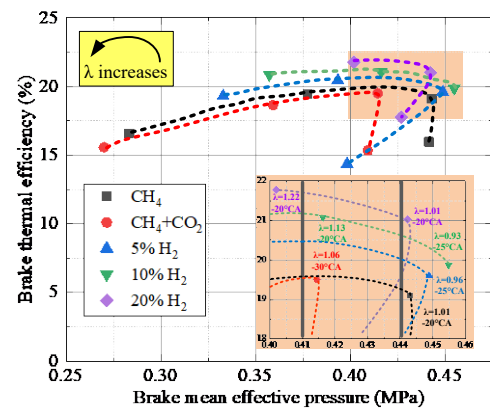 λ increases
Brake thermal efficiency (%)
25
20
15
10
5
0
CH₄
CH₄+CO₂
5% H₂
10% H₂
20% H₂
22
21
20
19
18
λ=1.22
-20°CA
λ=1.13
-20°CA
λ=1.06
-30°CA
λ=1.01
-20°CA
λ=0.93
-25°CA
λ=0.96
-25°CA
λ=1.01
-20°CA
0.40 0.41 0.42 0.43 0.44 0.45 0.46
0.25 0.30 0.35 0.40 0.45
Brake mean effective pressure (MPa)